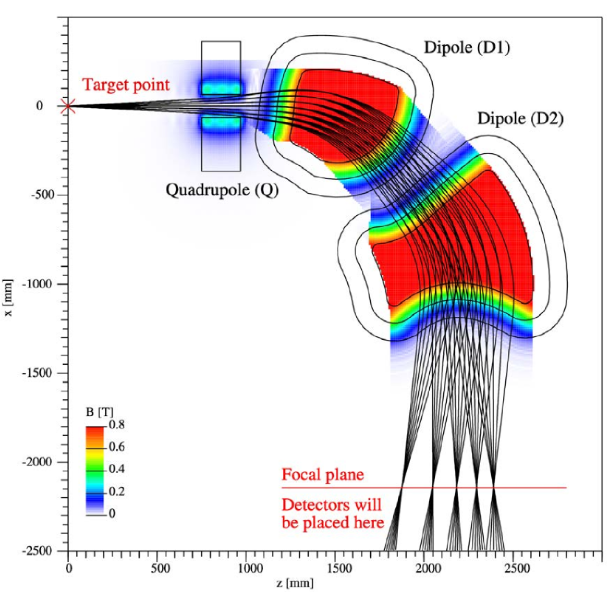 Dipole (D1)
Target point
Dipole (D2)
Quadrupole (Q)
0
-500
-1000
-1500
-2000
-2500
x [mm]
B [T]
0.8
0.6
0.4
0.2
0
Focal plane
Detectors will
be placed here
0
500
1000
1500
2000
2500
z [mm]